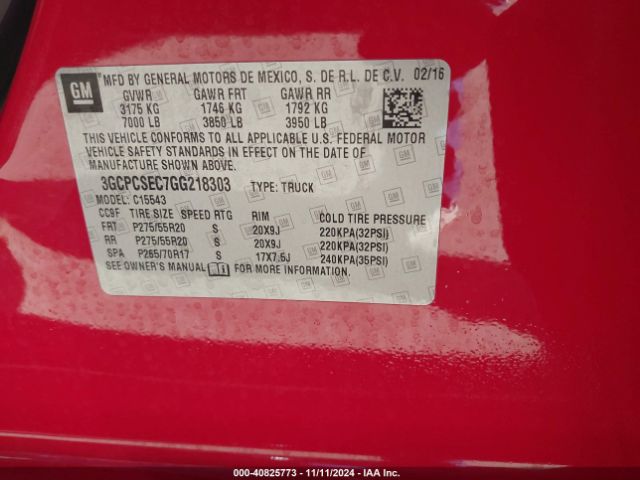 GM
MFD BY GENERAL MOTORS DE MEXICO, S. DE R.L. DE C.V. 02/16
GVWR GAWR FRT GAWR RR
3175 KG 1746 KG 1792 KG
7000 LB 3850 LB 3950 LB
THIS VEHICLE CONFORMS TO ALL APPLICABLE U.S. FEDERAL MOTOR
VEHICLE SAFETY STANDARDS IN EFFECT ON THE DATE OF
MANUFACTURE SHOWN ABOVE.
3GCPCSEC7GG218303 TYPE: TRUCK
C15543
CC9F TIRE SIZE SPEED RTG RIM COLD TIRE PRESSURE
FRT P275/55R20 S 20X9J 220KPA(32PSI)
RR P275/55R20 S 20X9J 220KPA(32PSI)
SPA P265/70R17 S 17X7.5J 240KPA(35PSI)
SEE OWNER'S MANUAL FOR MORE INFORMATION.
000-40825773 - 11/11/2024 - IAA Inc.